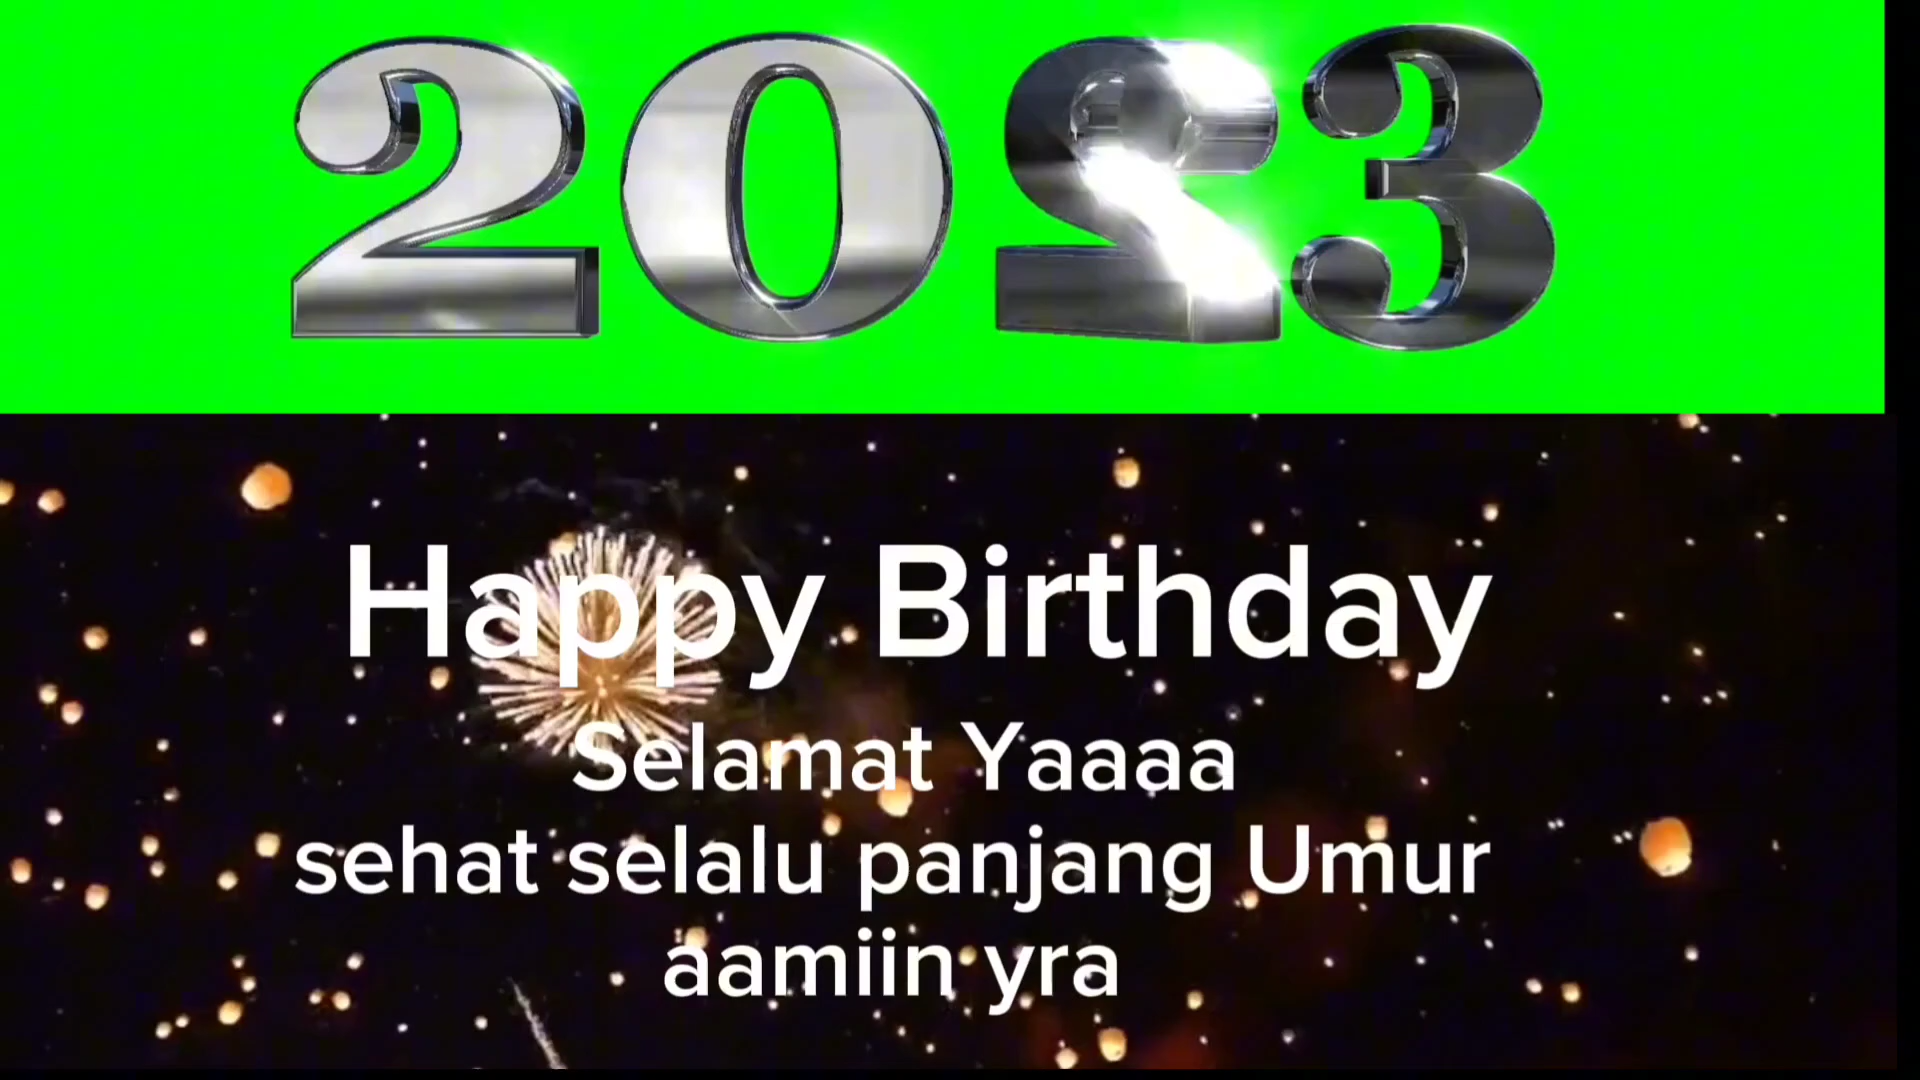 2023
Happy Birthday
Selamat Yaaaa
sehat selalu panjang Umur
aamiin yra